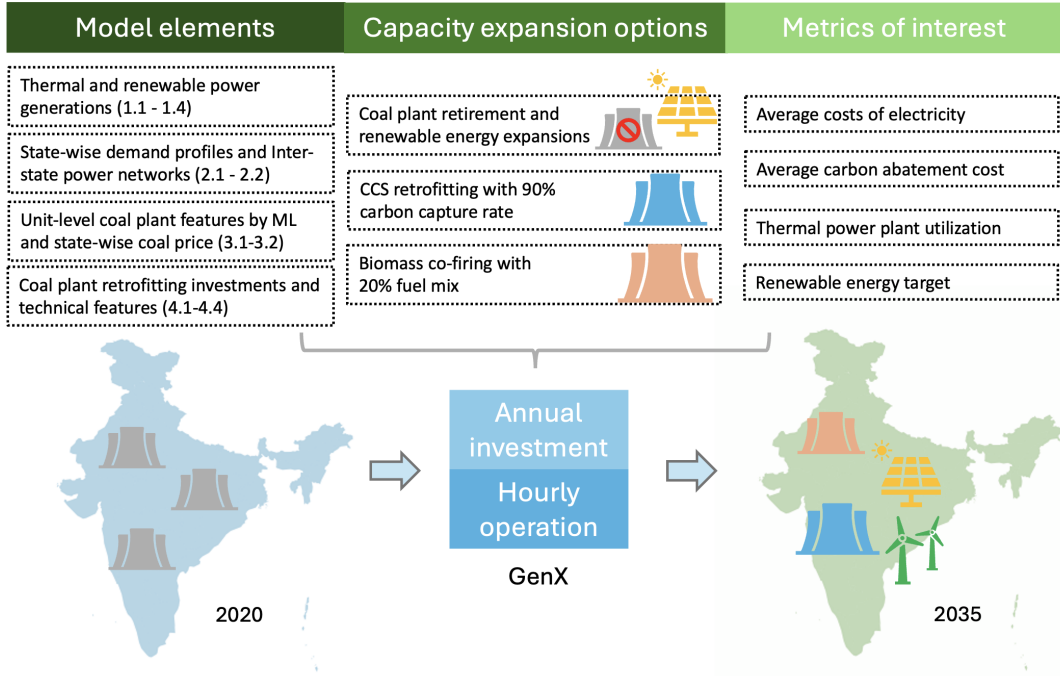 Model elements
Capacity expansion options
Metrics of interest
Thermal and renewable power
generations (1.1 - 1.4)
State-wise demand profiles and Inter-
state power networks (2.1 - 2.2)
Unit-level coal plant features by ML
and state-wise coal price (3.1-3.2)
Coal plant retrofitting investments and
technical features (4.1-4.4)
Coal plant retirement and
renewable energy expansions
CCS retrofitting with 90%
carbon capture rate
Biomass co-firing with
20% fuel mix
Average costs of electricity
Average carbon abatement cost
Thermal power plant utilization
Renewable energy target
Annual
investment
Hourly
operation
GenX
2020
2035